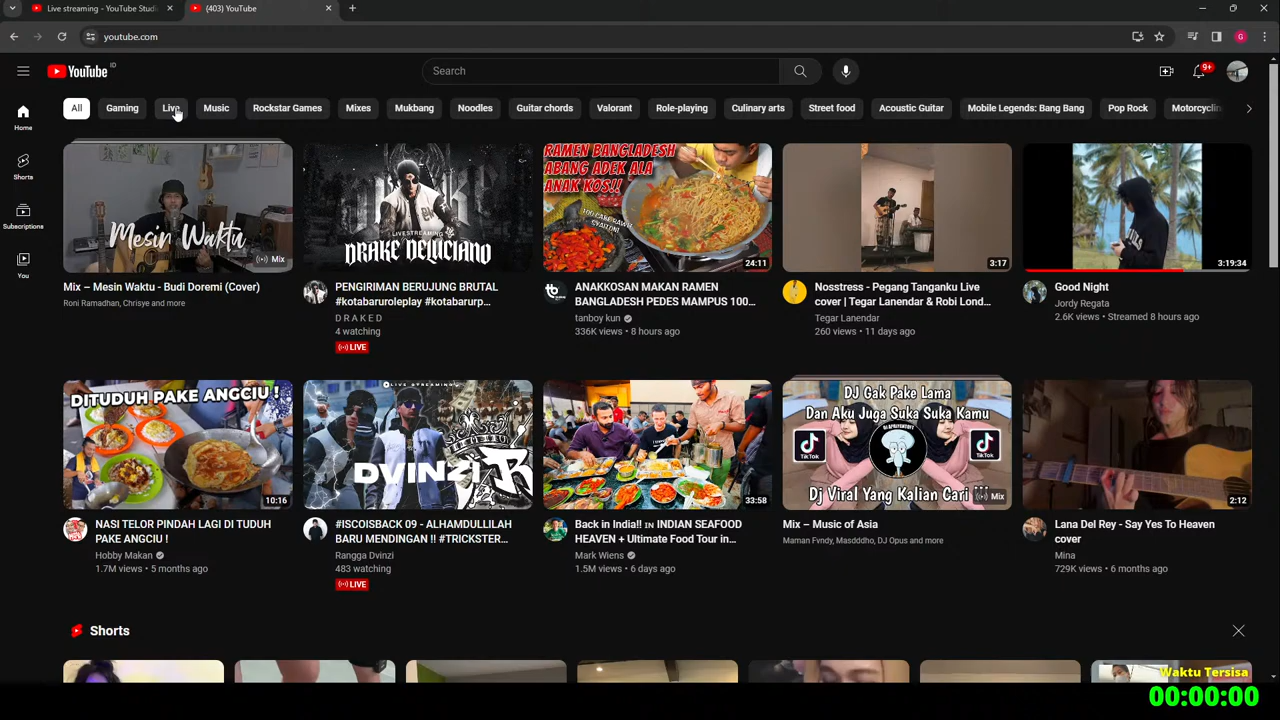 Live streaming - YouTube Studi
(403) YouTube
youtube.com
YouTube ID
Search
9+
All
Gaming
Live
Music
Rockstar Games
Mixes
Mukbang
Noodles
Guitar chords
Valorant
Role-playing
Culinary arts
Street food
Acoustic Guitar
Mobile Legends: Bang Bang
Pop Rock
Motorcyclin
Home
Shorts
Subscriptions
You
Mesin Waktu
Mix
Mix – Mesin Waktu - Budi Doremi (Cover)
Roni Ramadhan, Chrisye and more
LIVESTREAMING
DRAKE DELUCIANO
PENGIRIMAN BERUJUNG BRUTAL
#kotabaruroleplay #kotabarurp...
D R A K E D
4 watching
LIVE
RAMEN BANGLADESH
ABANG ADEK ALA
ANAK KOS!!
24:11
ANAKKOSAN MAKAN RAMEN
BANGLADESH PEDES MAMPUS 100...
tanboy kun
336K views • 8 hours ago
3:17
Nosstress - Pegang Tanganku Live
cover | Tegar Lanendar & Robi Lond...
Tegar Lanendar
260 views • 11 days ago
3:19:34
Good Night
Jordy Regata
2.6K views • Streamed 8 hours ago
DITUDUH PAKE ANGCIU !
10:16
NASI TELOR PINDAH LAGI DI TUDUH
PAKE ANGCIU !
Hobby Makan
1.7M views • 5 months ago
LIVE STREAMING
DVINZI
#ISCOISBACK 09 - ALHAMDULLILAH
BARU MENDINGAN !! #TRICKSTER...
Rangga Dvinzi
483 watching
LIVE
33:58
Back in India!! IN INDIAN SEAFOOD
HEAVEN + Ultimate Food Tour in...
Mark Wiens
1.5M views • 6 days ago
DJ Gak Pake Lama
Dan Aku Juga Suka Suka Kamu
TikTok
TikTok
Dj Viral Yang Kalian Cari
Mix
Mix – Music of Asia
Maman Fvndy, Masdddho, DJ Opus and more
2:12
Lana Del Rey - Say Yes To Heaven
cover
Mina
729K views • 6 months ago
Shorts
Waktu Tersisa
00:00:00